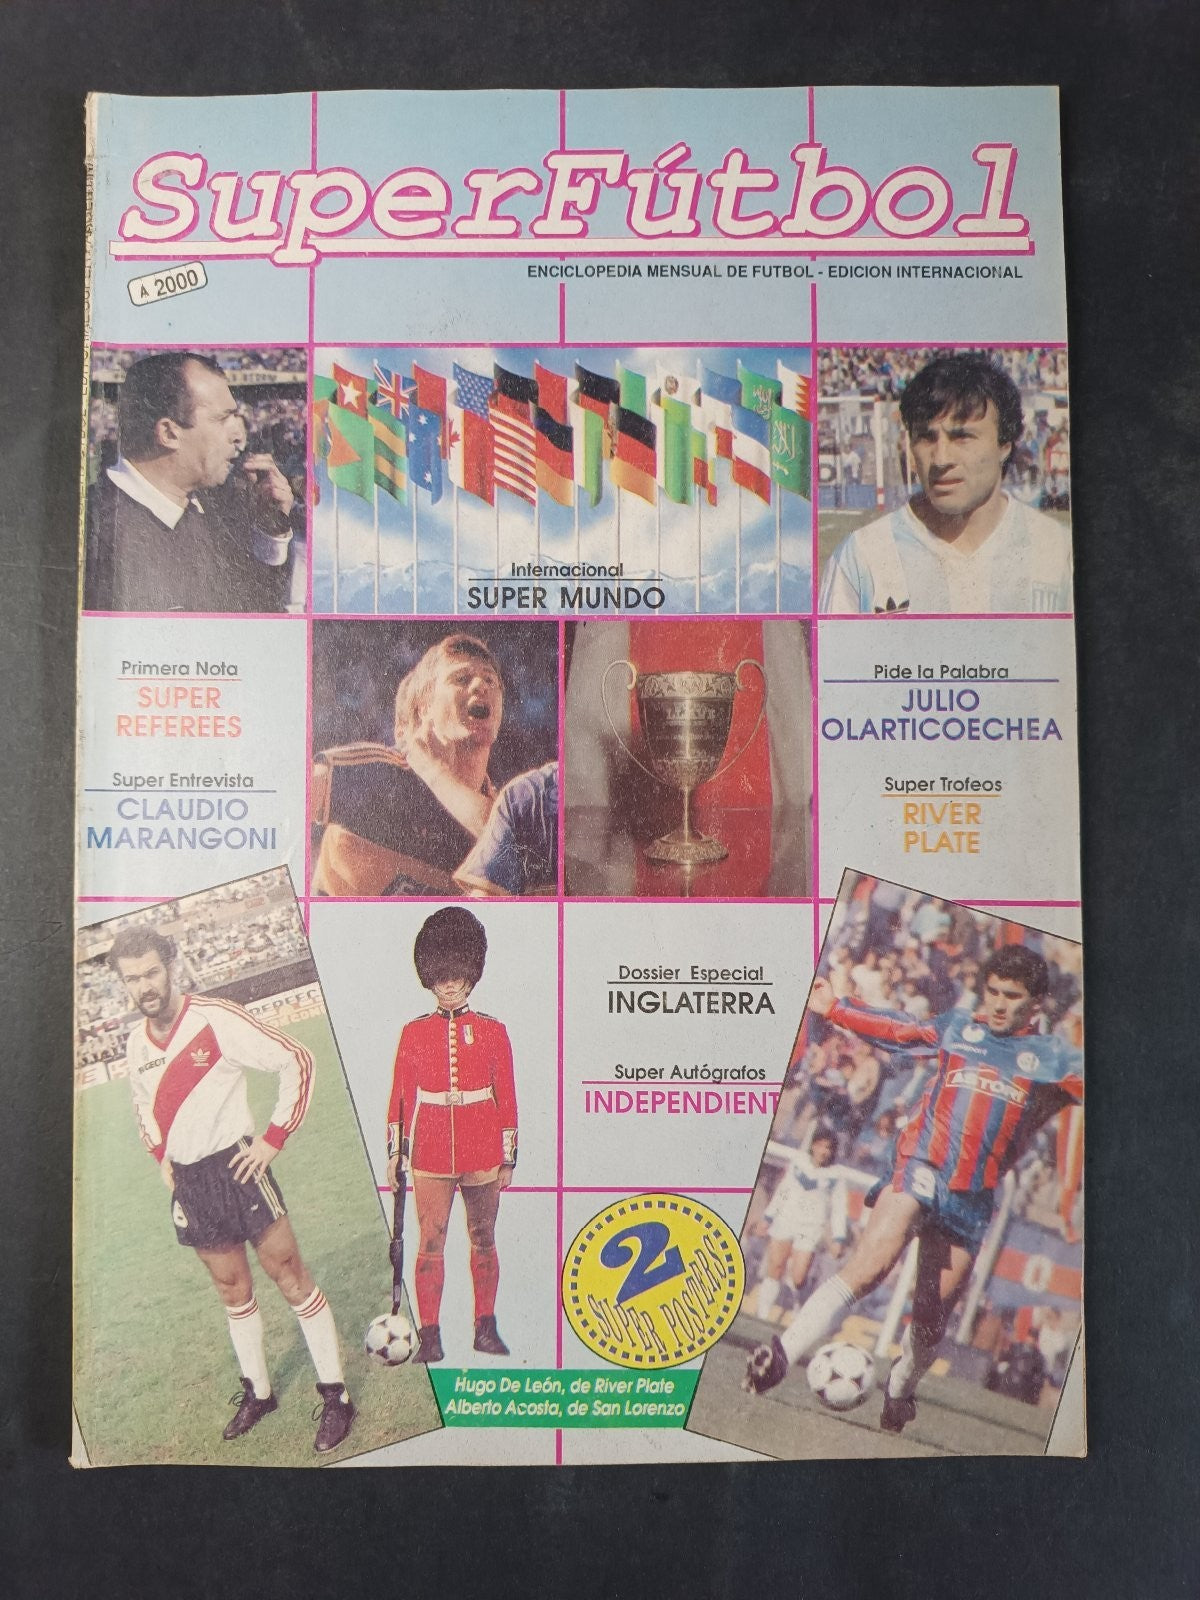 SuperFútbol
ENCICLOPEDIA MENSUAL DE FUTBOL - EDICION INTERNACIONAL
A 2000
Internacional
SUPER MUNDO
Primera Nota
SUPER
REFEREES
Super Entrevista
CLAUDIO
MARANGONI
Pide la Palabra
JULIO
OLARTICOECHEA
Super Trofeos
RIVER
PLATE
Dossier Especial
INGLATERRA
Super Autógrafos
INDEPENDIENT
2
SUPER POSTERS
Hugo De León, de River Plate
Alberto Acosta, de San Lorenzo